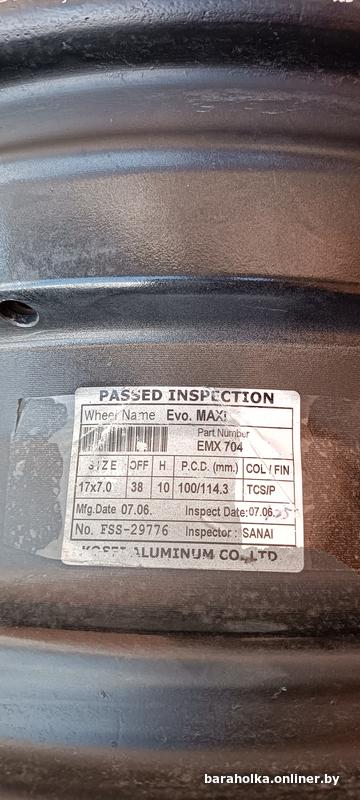 PASSED INSPECTION
Wheel Name Evo. MAXI
Part Number
EMX 704
SIZE OFF H P.C.D. (mm.) COL / FIN
17x7.0 38 10 100/114.3 TCS/P
Mfg.Date 07.06. Inspect Date:07.06.
No. FSS-29776 Inspector : SANAI
KOSEI ALUMINUM CO.,LTD
baraholka.onliner.by